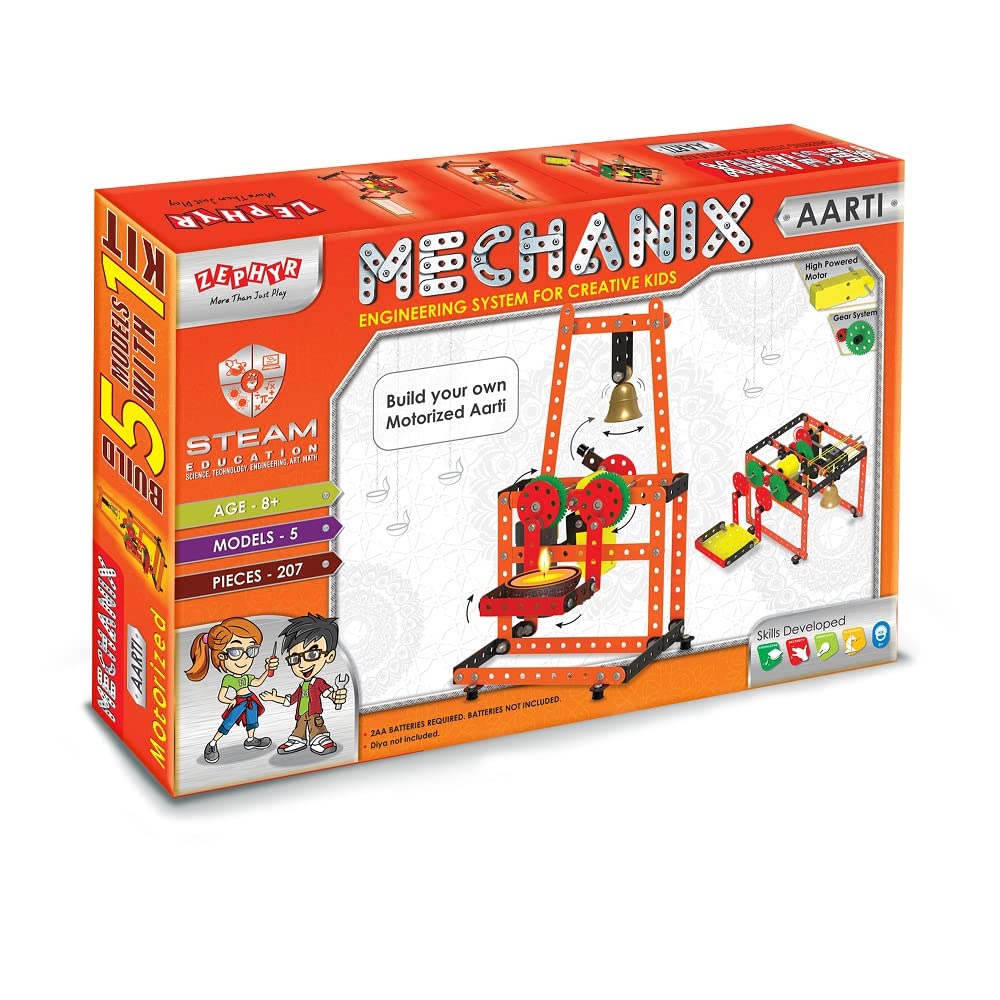 ZEPHYR
More Than Just Play
MECHANIX
AARTI
BUILD 5 MODELS WITH 1 KIT
MECHANIX
AARTI
Motorized
ZEPHYR
More Than Just Play
MECHANIX
ENGINEERING SYSTEM FOR CREATIVE KIDS
AARTI
High Powered
Motor
Gear System
STEAM
EDUCATION
SCIENCE, TECHNOLOGY, ENGINEERING, ART, MATH
AGE - 8+
MODELS - 5
PIECES - 207
Build your own
Motorized Aarti
Skills Developed
• 2AA BATTERIES REQUIRED. BATTERIES NOT INCLUDED.
• Diya not included.